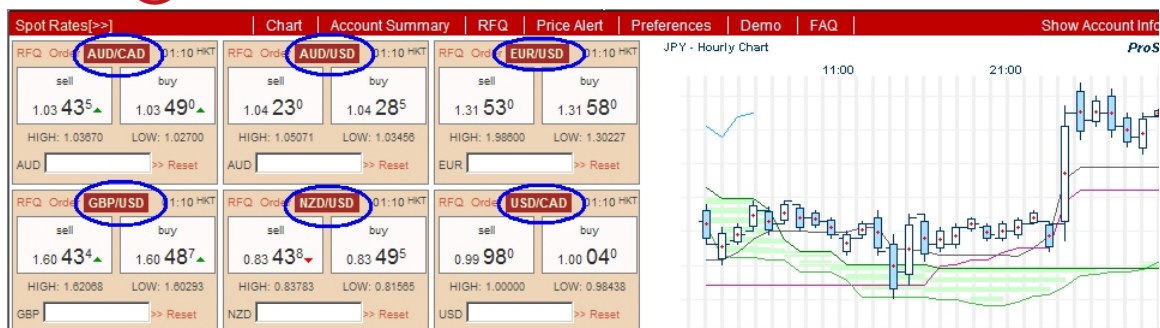 Spot Rates[>>] Chart Account Summary RFQ Price Alert Preferences Demo FAQ Show Account Info
RFQ Order AUD/CAD 01:10 HKT RFQ Order AUD/USD 01:10 HKT RFQ Order EUR/USD 01:10 HKT JPY - Hourly Chart ProS
sell buy sell buy sell buy 11:00 21:00
1.03 43⁵ 1.03 49⁰ 1.04 23⁰ 1.04 28⁵ 1.31 53⁰ 1.31 58⁰
HIGH: 1.03670 LOW: 1.02700 HIGH: 1.05071 LOW: 1.03456 HIGH: 1.98600 LOW: 1.30227
AUD >> Reset AUD >> Reset EUR >> Reset
RFQ Order GBP/USD 01:10 HKT RFQ Order NZD/USD 01:10 HKT RFQ Order USD/CAD 01:10 HKT
sell buy sell buy sell buy
1.60 43⁴ 1.60 48⁷ 0.83 43⁸ 0.83 49⁵ 0.99 98⁰ 1.00 04⁰
HIGH: 1.62068 LOW: 1.60293 HIGH: 0.83783 LOW: 0.81565 HIGH: 1.00000 LOW: 0.98438
GBP >> Reset NZD >> Reset USD >> Reset